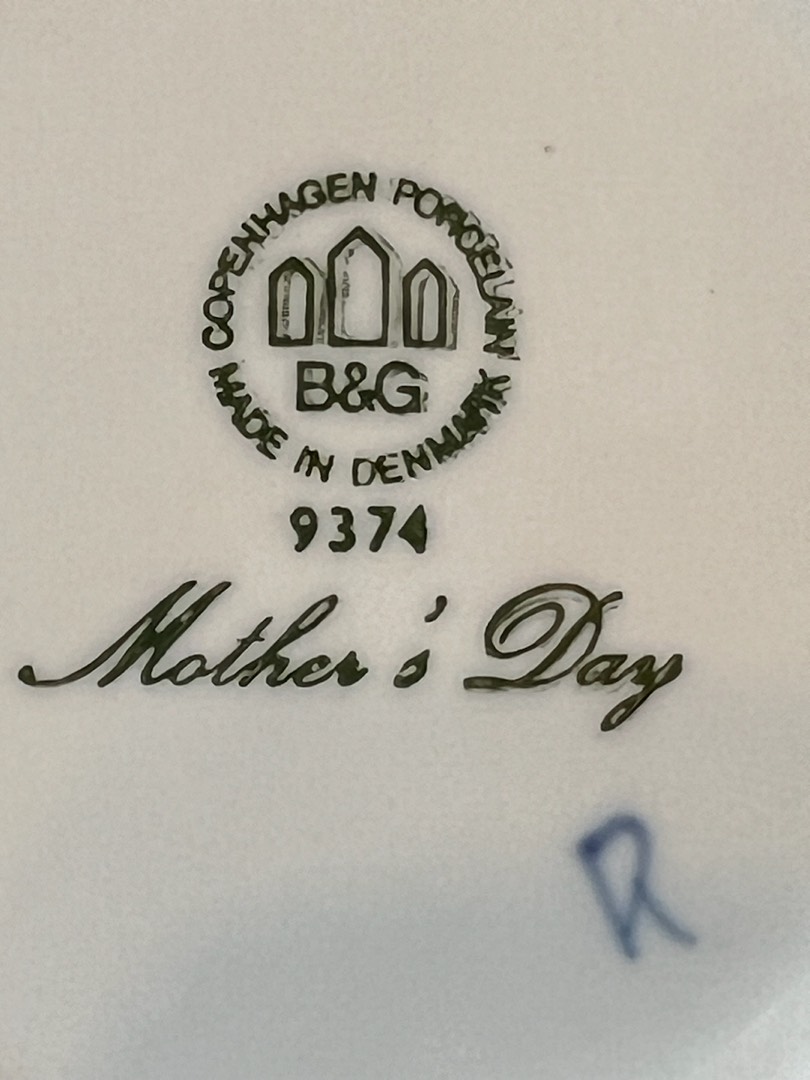 COPENHAGEN PORCELAIN
B&G
MADE IN DENMARK
9374
Mother's Day
R